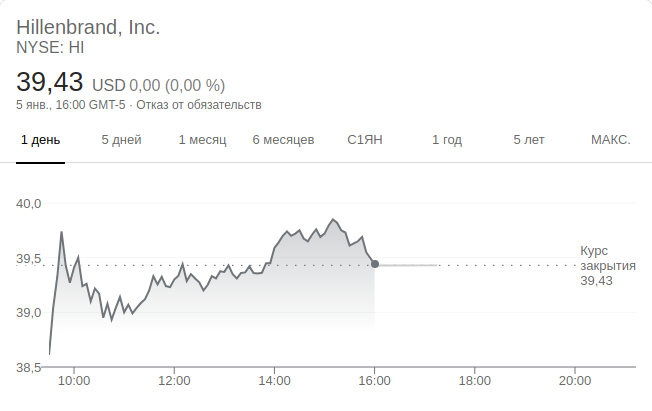 Hillenbrand, Inc.
NYSE: HI
39,43 USD 0,00 (0,00 %)
5 янв., 16:00 GMT-5 · Отказ от обязательств
1 день 5 дней 1 месяц 6 месяцев С1ЯН 1 год 5 лет МАКС.
40,0
39,5
39,0
38,5
Курс
закрытия
39,43
10:00 12:00 14:00 16:00 18:00 20:00